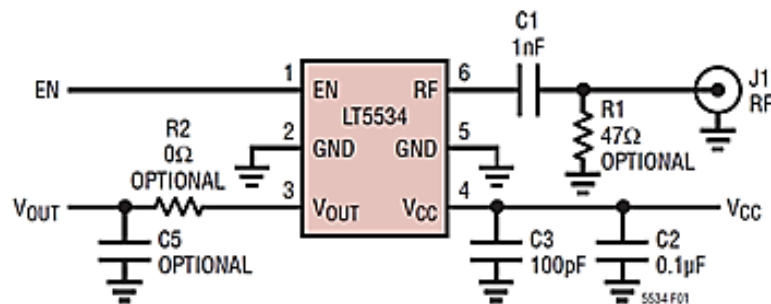 C1
1nF
J1
RF
EN
1
EN
RF
6
LT5534
R1
47Ω
OPTIONAL
R2
0Ω
OPTIONAL
2
GND
GND
5
VOUT
3
VOUT
VCC
4
VCC
C5
OPTIONAL
C3
100pF
C2
0.1µF
5534 F01